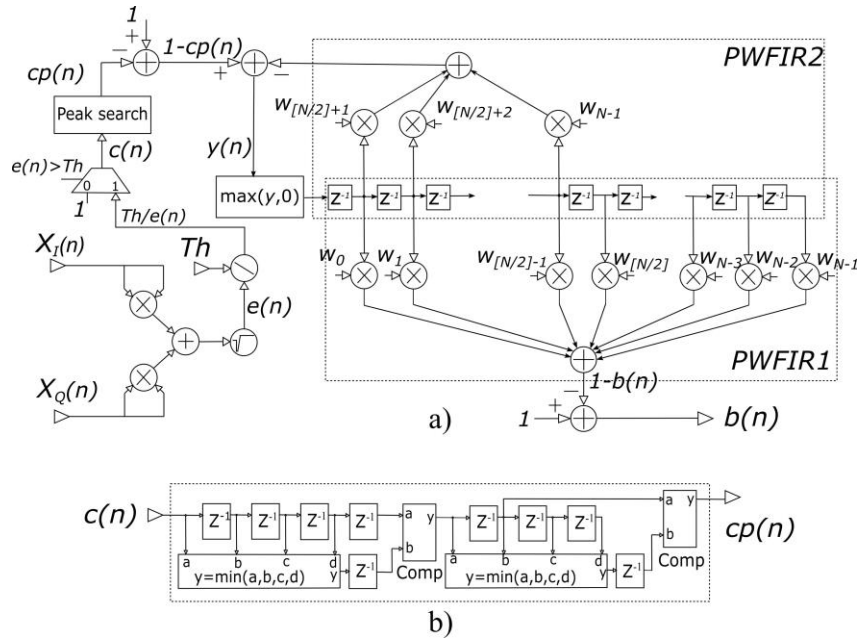 1
+
−
1-cp(n)
+
−
PWFIR2
cp(n)
Peak search
c(n)
y(n)
w[N/2]+1
w[N/2]+2
wN-1
e(n)>Th
0 1
1
max(y,0)
z-1 z-1 z-1 z-1 z-1 z-1 z-1
Th/e(n)
XI(n)
Th
w0 w1 w[N/2]-1 w[N/2] wN-3 wN-2 wN-1
e(n)
√
XQ(n)
PWFIR1
1-b(n)
−
+
1
b(n)
a)
c(n)
Z-1 Z-1 Z-1 Z-1
a y
b
Comp
a b c d
y
y=min(a,b,c,d)
Z-1
Z-1 Z-1 Z-1
a y
b
Comp
a b c d
y
y=min(a,b,c,d)
Z-1
cp(n)
b)